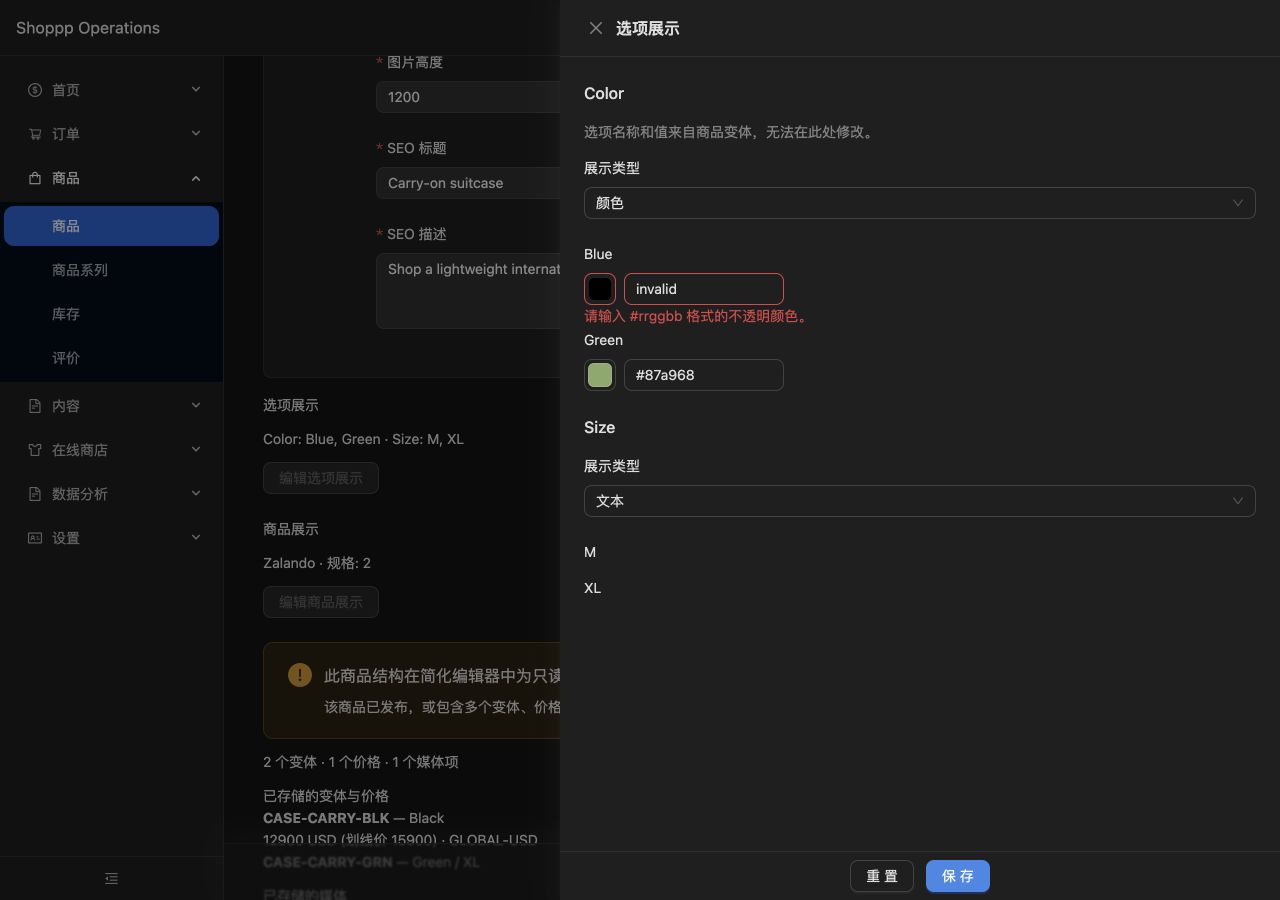 Shoppp Operations
首页
订单
商品
商品
商品系列
库存
评价
内容
在线商店
数据分析
设置
* 图片高度
1200
* SEO 标题
Carry-on suitcase
* SEO 描述
Shop a lightweight internat
选项展示
Color: Blue, Green · Size: M, XL
编辑选项展示
商品展示
Zalando · 规格: 2
编辑商品展示
此商品结构在简化编辑器中为只读
该商品已发布，或包含多个变体、价格
2 个变体 · 1 个价格 · 1 个媒体项
已存储的变体与价格
CASE-CARRY-BLK — Black
12900 USD (划线价 15900) · GLOBAL-USD
CASE-CARRY-GRN — Green / XL
已存储的媒体
选项展示
Color
选项名称和值来自商品变体，无法在此处修改。
展示类型
颜色
Blue
invalid
请输入 #rrggbb 格式的不透明颜色。
Green
#87a968
Size
展示类型
文本
M
XL
重 置
保 存